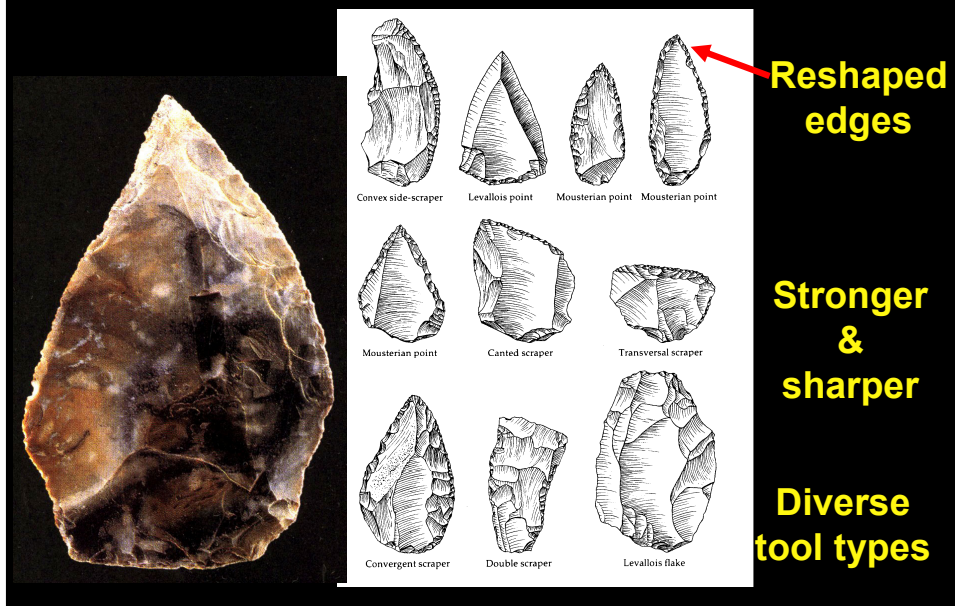 Convex side-scraper Levallois point Mousterian point Mousterian point
Mousterian point Canted scraper Transversal scraper
Convergent scraper Double scraper Levallois flake
Reshaped
edges
Stronger
&
sharper
Diverse
tool types